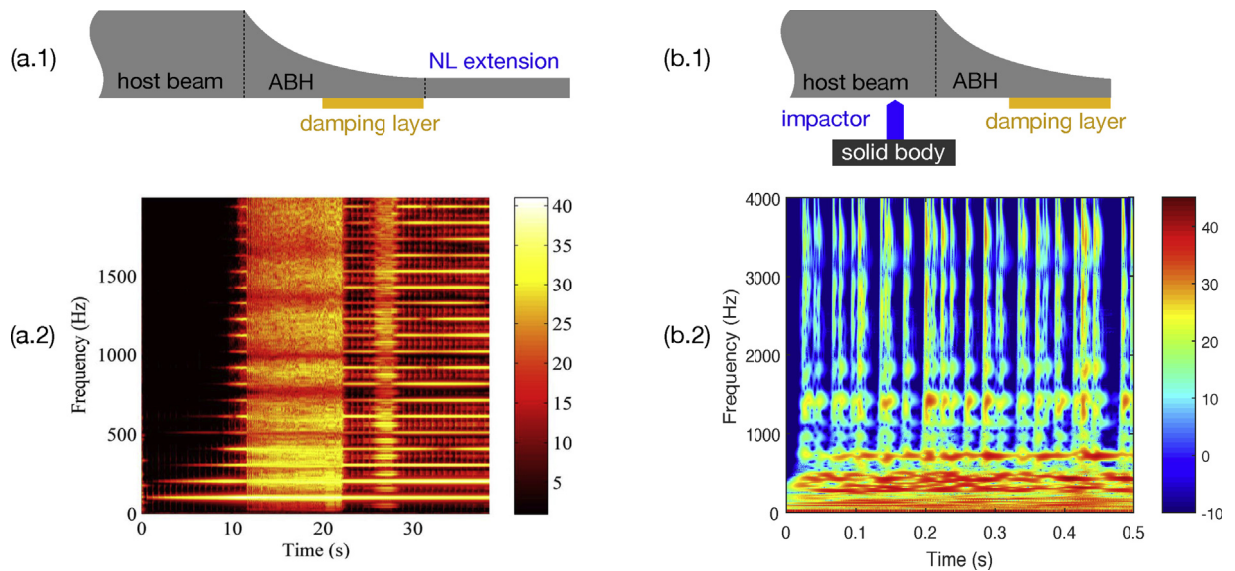 (a.1)
host beam
ABH
NL extension
damping layer
(b.1)
host beam
ABH
impactor
damping layer
solid body
(a.2)
Frequency (Hz)
1500
1000
500
0
0
10
20
30
Time (s)
40
35
30
25
20
15
10
5
(b.2)
Frequency (Hz)
4000
3000
2000
1000
0
0
0.1
0.2
0.3
0.4
0.5
Time (s)
40
30
20
10
0
-10